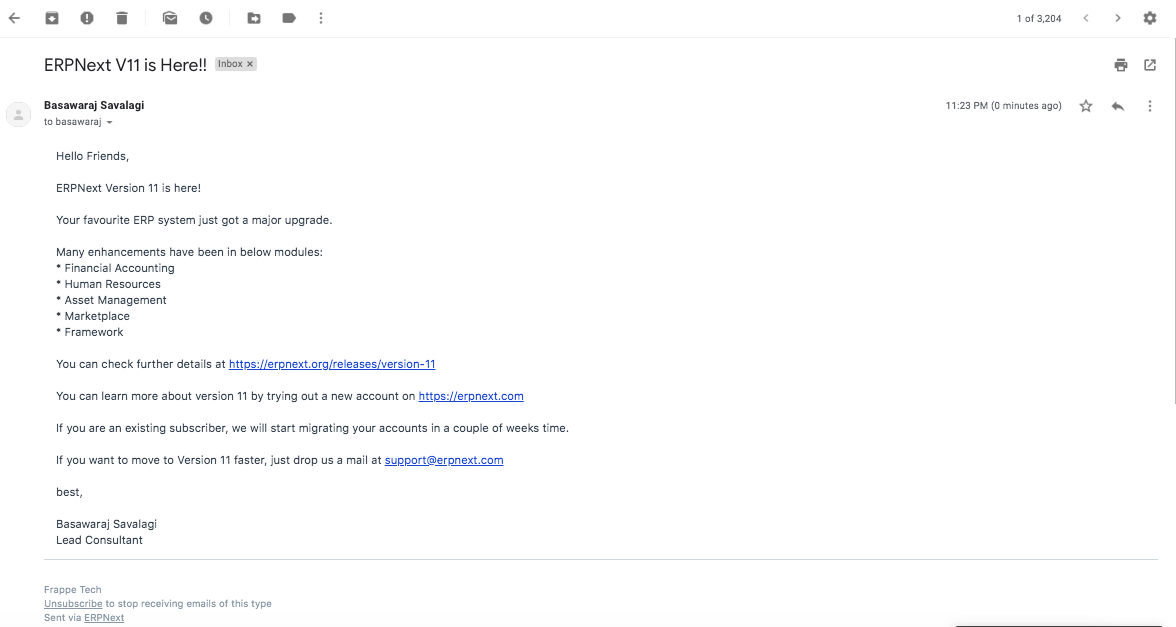 1 of 3,204
ERPNext V11 is Here!! Inbox ×
Basawaraj Savalagi 11:23 PM (0 minutes ago)
to basawaraj
Hello Friends,
ERPNext Version 11 is here!
Your favourite ERP system just got a major upgrade.
Many enhancements have been in below modules:
* Financial Accounting
* Human Resources
* Asset Management
* Marketplace
* Framework
You can check further details at https://erpnext.org/releases/version-11
You can learn more about version 11 by trying out a new account on https://erpnext.com
If you are an existing subscriber, we will start migrating your accounts in a couple of weeks time.
If you want to move to Version 11 faster, just drop us a mail at support@erpnext.com
best,
Basawaraj Savalagi
Lead Consultant
Frappe Tech
Unsubscribe to stop receiving emails of this type
Sent via ERPNext